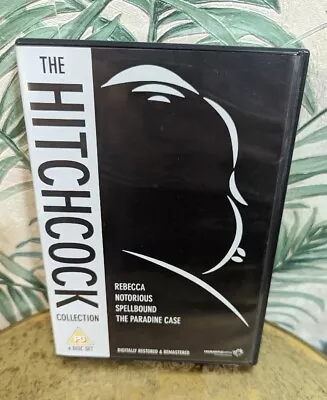 THE
HITCHCOCK
COLLECTION
REBECCA
NOTORIOUS
SPELLBOUND
THE PARADINE CASE
PG
4 DISC SET
DIGITALLY RESTORED & REMASTERED